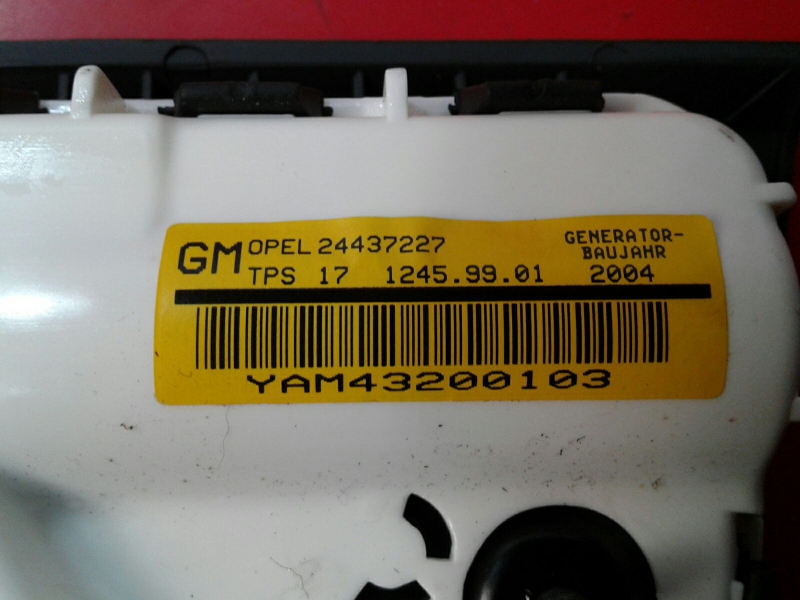 GM OPEL 24437227 GENERATOR-
BAUJAHR
TPS 17 1245.99.01 2004
YAM43200103